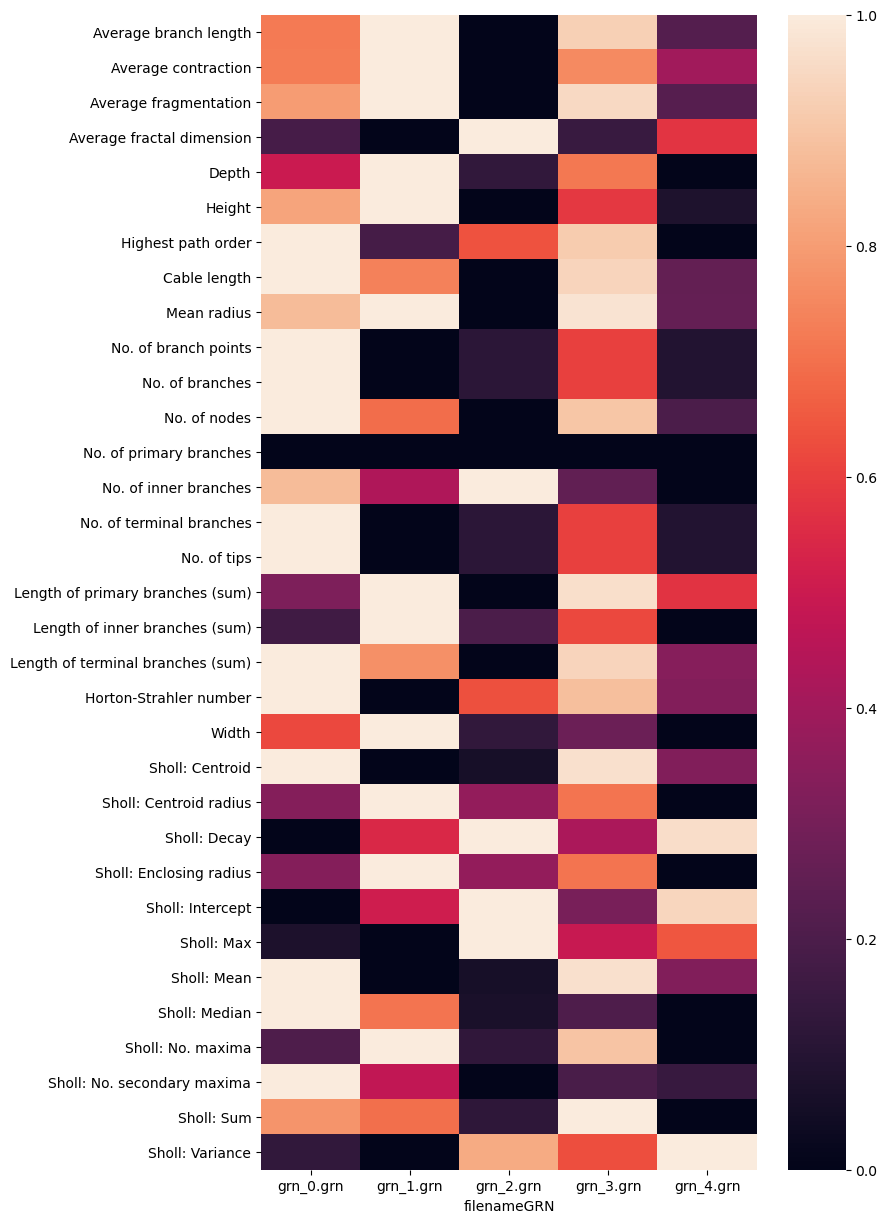 Average branch length
Average contraction
Average fragmentation
Average fractal dimension
Depth
Height
Highest path order
Cable length
Mean radius
No. of branch points
No. of branches
No. of nodes
No. of primary branches
No. of inner branches
No. of terminal branches
No. of tips
Length of primary branches (sum)
Length of inner branches (sum)
Length of terminal branches (sum)
Horton-Strahler number
Width
Sholl: Centroid
Sholl: Centroid radius
Sholl: Decay
Sholl: Enclosing radius
Sholl: Intercept
Sholl: Max
Sholl: Mean
Sholl: Median
Sholl: No. maxima
Sholl: No. secondary maxima
Sholl: Sum
Sholl: Variance
grn_0.grn grn_1.grn grn_2.grn grn_3.grn grn_4.grn
filenameGRN
1.0
0.8
0.6
0.4
0.2
0.0